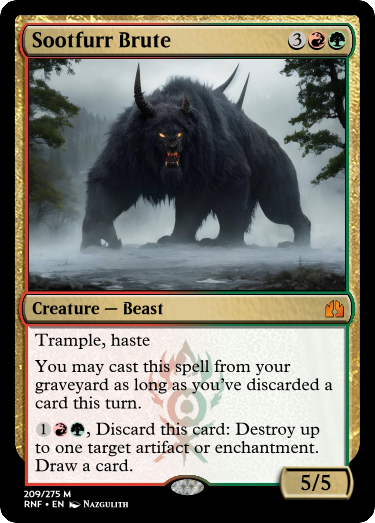 Sootfurr Brute 3
Creature — Beast
Trample, haste
You may cast this spell from your
graveyard as long as you've discarded a
card this turn.
1, Discard this card: Destroy up
to one target artifact or enchantment.
Draw a card.
5/5
209/275 M
RNF • EN Nazgulith